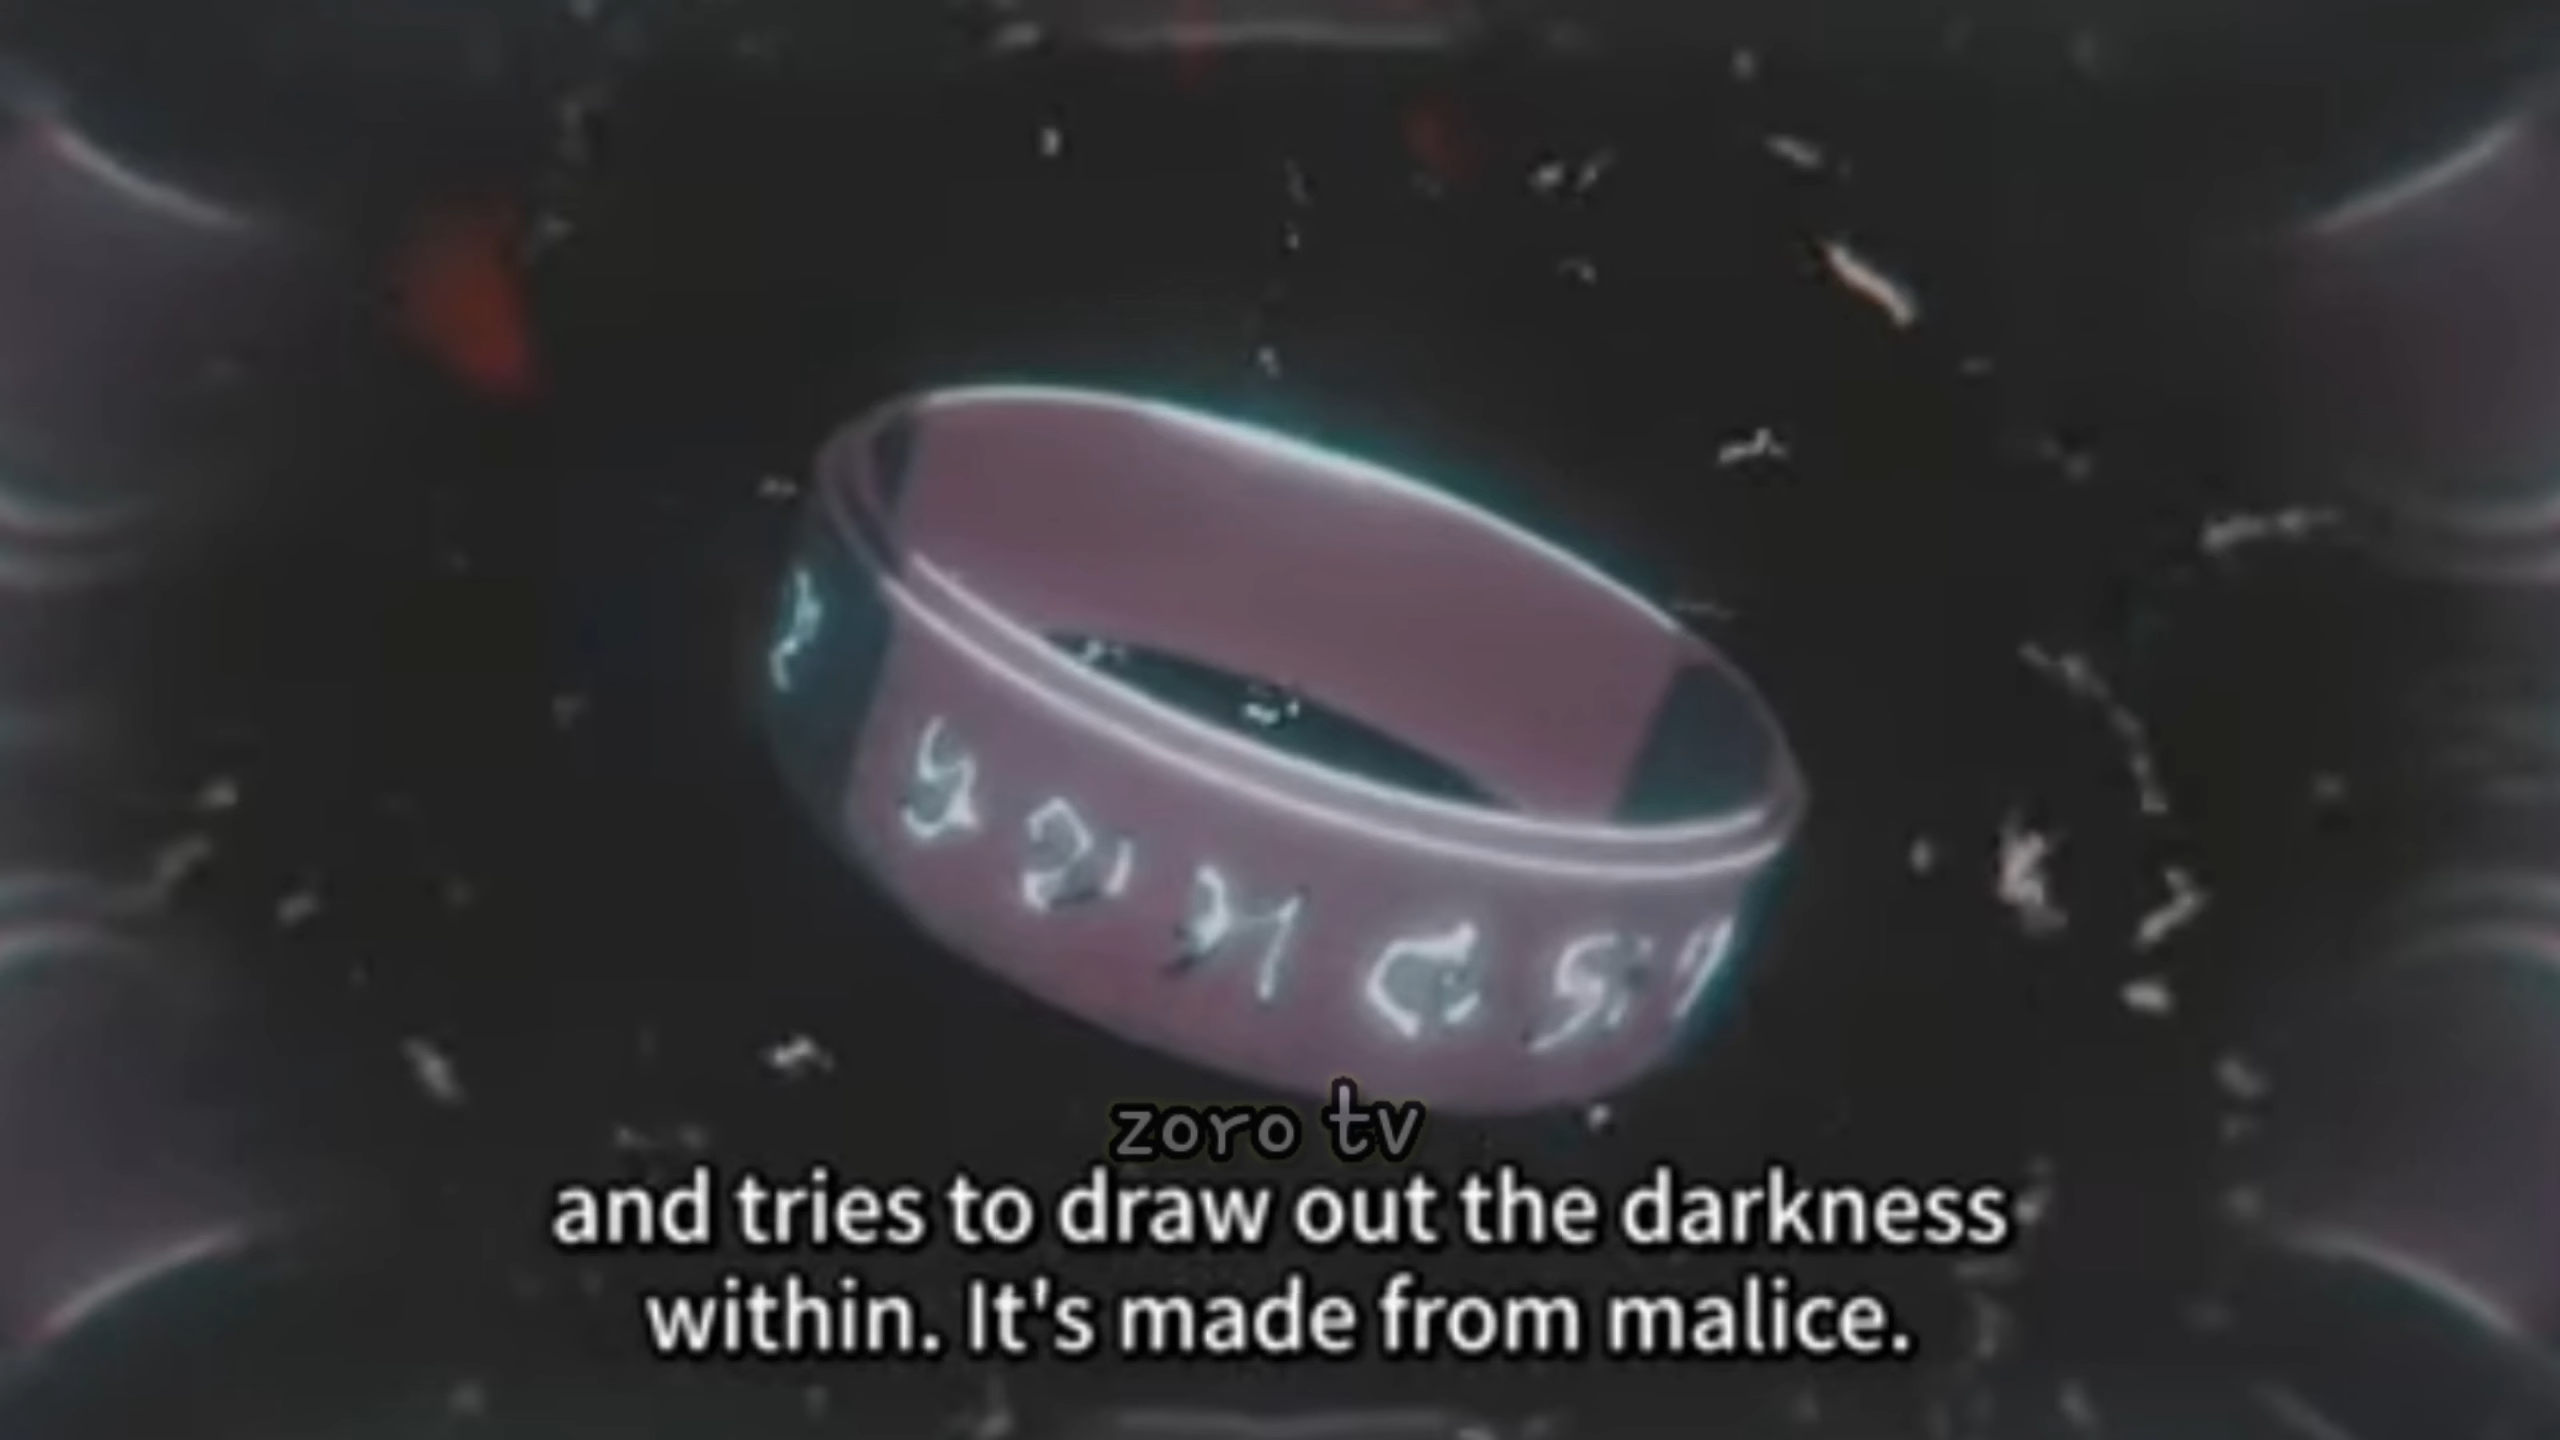 zoro tv
and tries to draw out the darkness
within. It's made from malice.